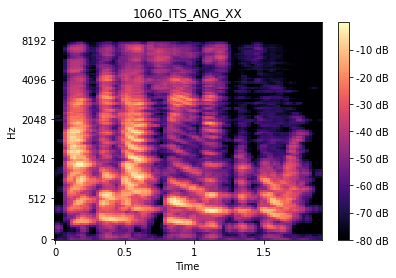 1060_ITS_ANG_XX
8192
4096
2048
1024
512
0
Hz
0
0.5
1
1.5
Time
-10 dB
-20 dB
-30 dB
-40 dB
-50 dB
-60 dB
-70 dB
-80 dB